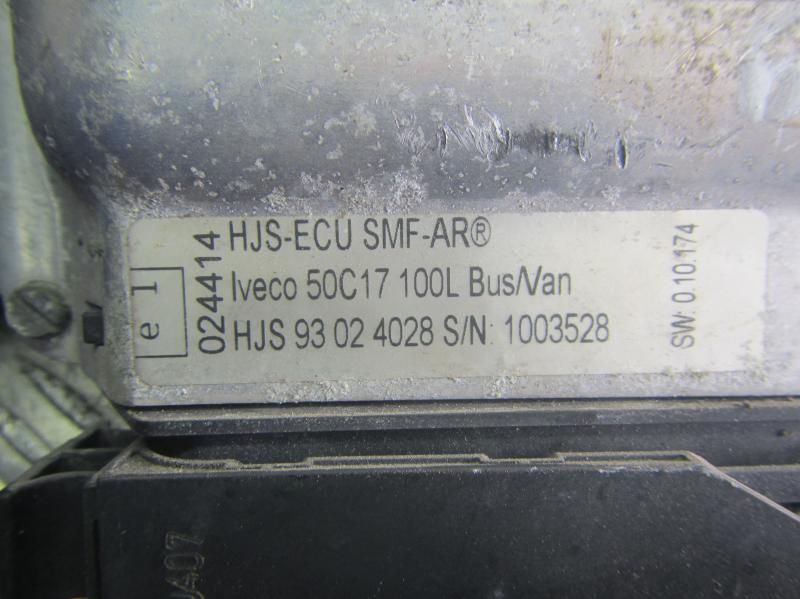 e1
024414
HJS-ECU SMF-AR®
Iveco 50C17 100L Bus/Van
HJS 93 02 4028 S/N: 1003528
SW: 0.10.174